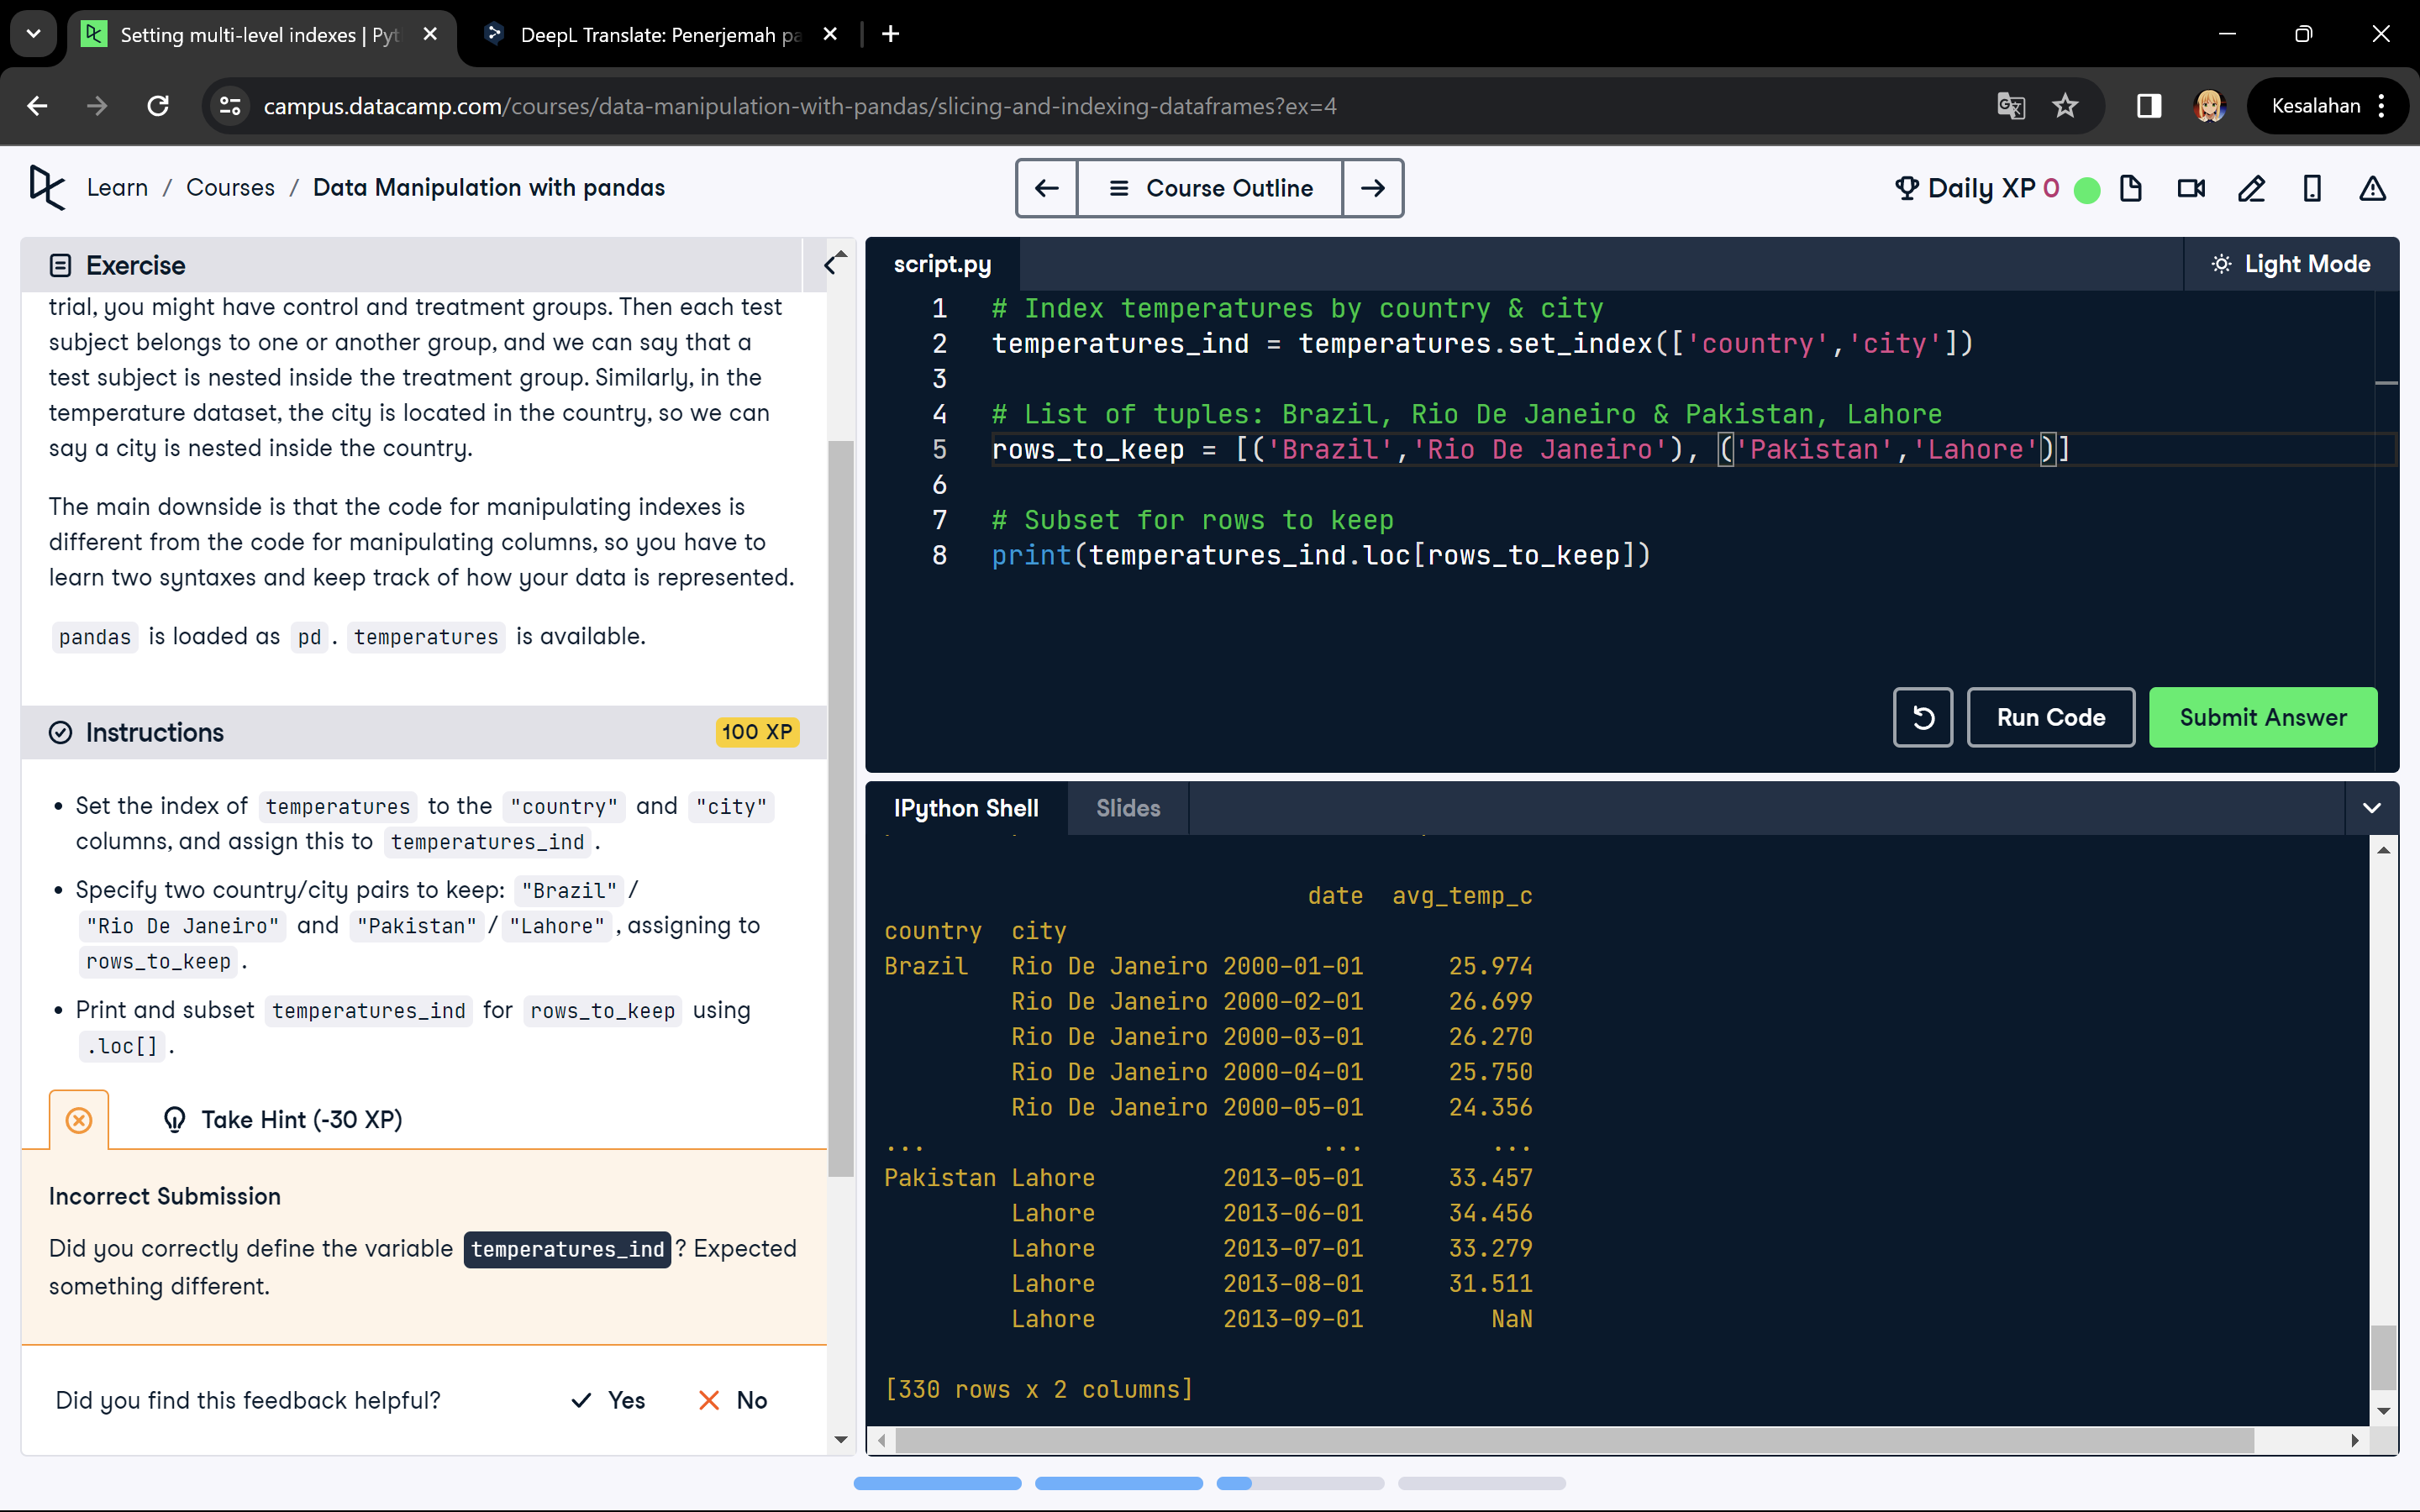 Setting multi-level indexes | Pyt
DeepL Translate: Penerjemah pa
campus.datacamp.com/courses/data-manipulation-with-pandas/slicing-and-indexing-dataframes?ex=4
Kesalahan
Learn / Courses / Data Manipulation with pandas
Course Outline
Daily XP 0
Exercise
trial, you might have control and treatment groups. Then each test
subject belongs to one or another group, and we can say that a
test subject is nested inside the treatment group. Similarly, in the
temperature dataset, the city is located in the country, so we can
say a city is nested inside the country.
The main downside is that the code for manipulating indexes is
different from the code for manipulating columns, so you have to
learn two syntaxes and keep track of how your data is represented.
pandas is loaded as pd. temperatures is available.
Instructions
100 XP
• Set the index of temperatures to the "country" and "city"
columns, and assign this to temperatures_ind.
• Specify two country/city pairs to keep: "Brazil"/
"Rio De Janeiro" and "Pakistan"/"Lahore", assigning to
rows_to_keep.
• Print and subset temperatures_ind for rows_to_keep using
.loc[].
Take Hint (-30 XP)
Incorrect Submission
Did you correctly define the variable temperatures_ind? Expected
something different.
Did you find this feedback helpful?
Yes
No
script.py
Light Mode
1 # Index temperatures by country & city
2 temperatures_ind = temperatures.set_index(['country','city'])
3
4 # List of tuples: Brazil, Rio De Janeiro & Pakistan, Lahore
5 rows_to_keep = [('Brazil','Rio De Janeiro'), ('Pakistan','Lahore')]
6
7 # Subset for rows to keep
8 print(temperatures_ind.loc[rows_to_keep])
Run Code
Submit Answer
IPython Shell
Slides
date avg_temp_c
country city
Brazil Rio De Janeiro 2000-01-01 25.974
Rio De Janeiro 2000-02-01 26.699
Rio De Janeiro 2000-03-01 26.270
Rio De Janeiro 2000-04-01 25.750
Rio De Janeiro 2000-05-01 24.356
... ... ...
Pakistan Lahore 2013-05-01 33.457
Lahore 2013-06-01 34.456
Lahore 2013-07-01 33.279
Lahore 2013-08-01 31.511
Lahore 2013-09-01 NaN
[330 rows x 2 columns]